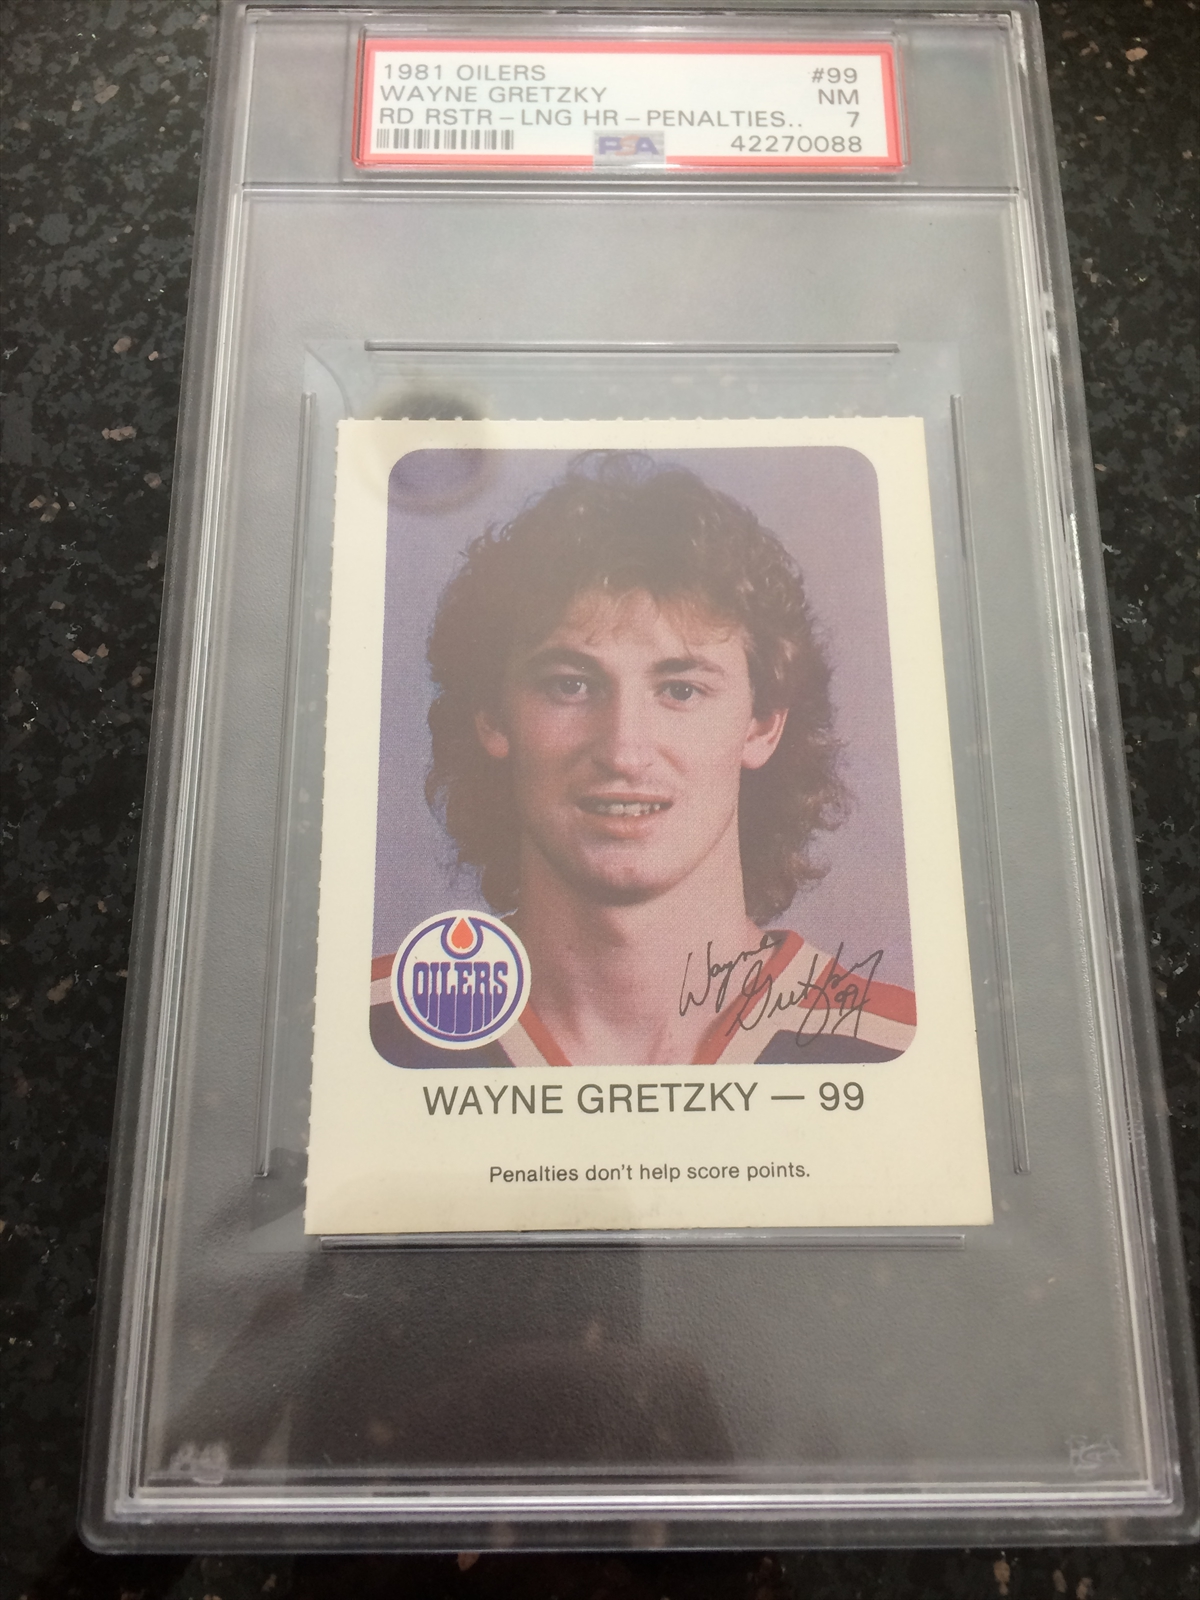 1981 OILERS #99
WAYNE GRETZKY NM
RD RSTR-LNG HR-PENALTIES.. 7
PSA 42270088
OILERS
Wayne
Gretzky
99
WAYNE GRETZKY — 99
Penalties don't help score points.
PSA